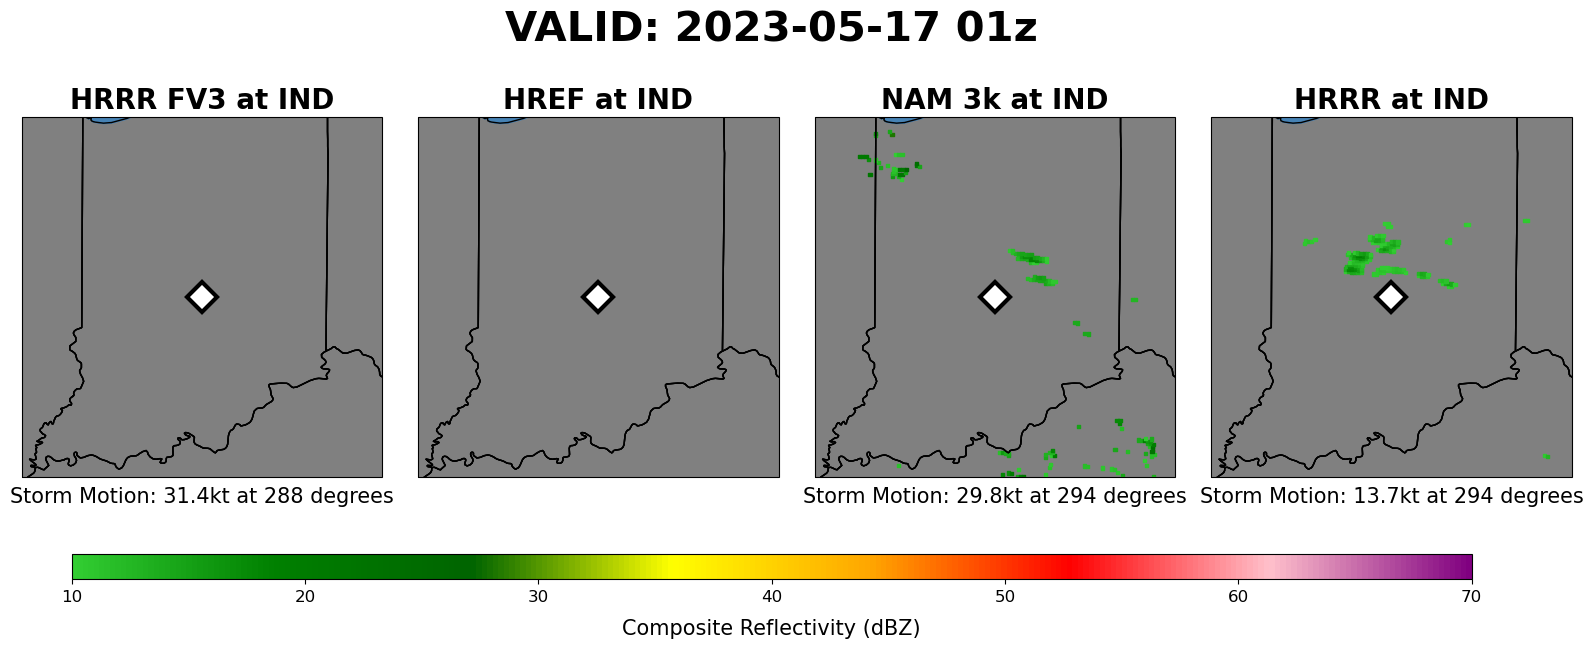 VALID: 2023-05-17 01z
HRRR FV3 at IND
HREF at IND
NAM 3k at IND
HRRR at IND
Storm Motion: 31.4kt at 288 degrees
Storm Motion: 29.8kt at 294 degrees
Storm Motion: 13.7kt at 294 degrees
10 20 30 40 50 60 70
Composite Reflectivity (dBZ)